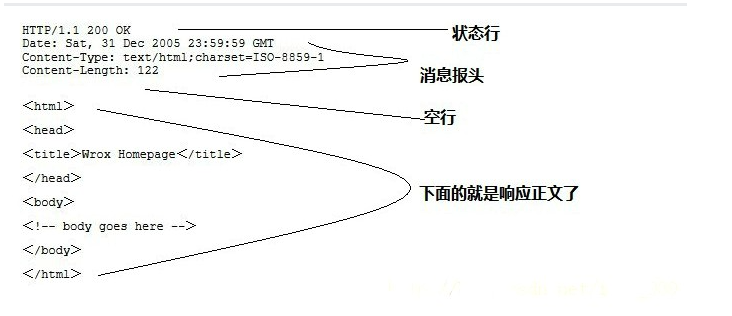 HTTP/1.1 200 OK
状态行
Date: Sat, 31 Dec 2005 23:59:59 GMT
Content-Type: text/html;charset=ISO-8859-1
Content-Length: 122
消息报头
空行
<html>
<head>
<title>Wrox Homepage</title>
</head>
<body>
下面的就是响应正文了
<!-- body goes here -->
</body>
</html>